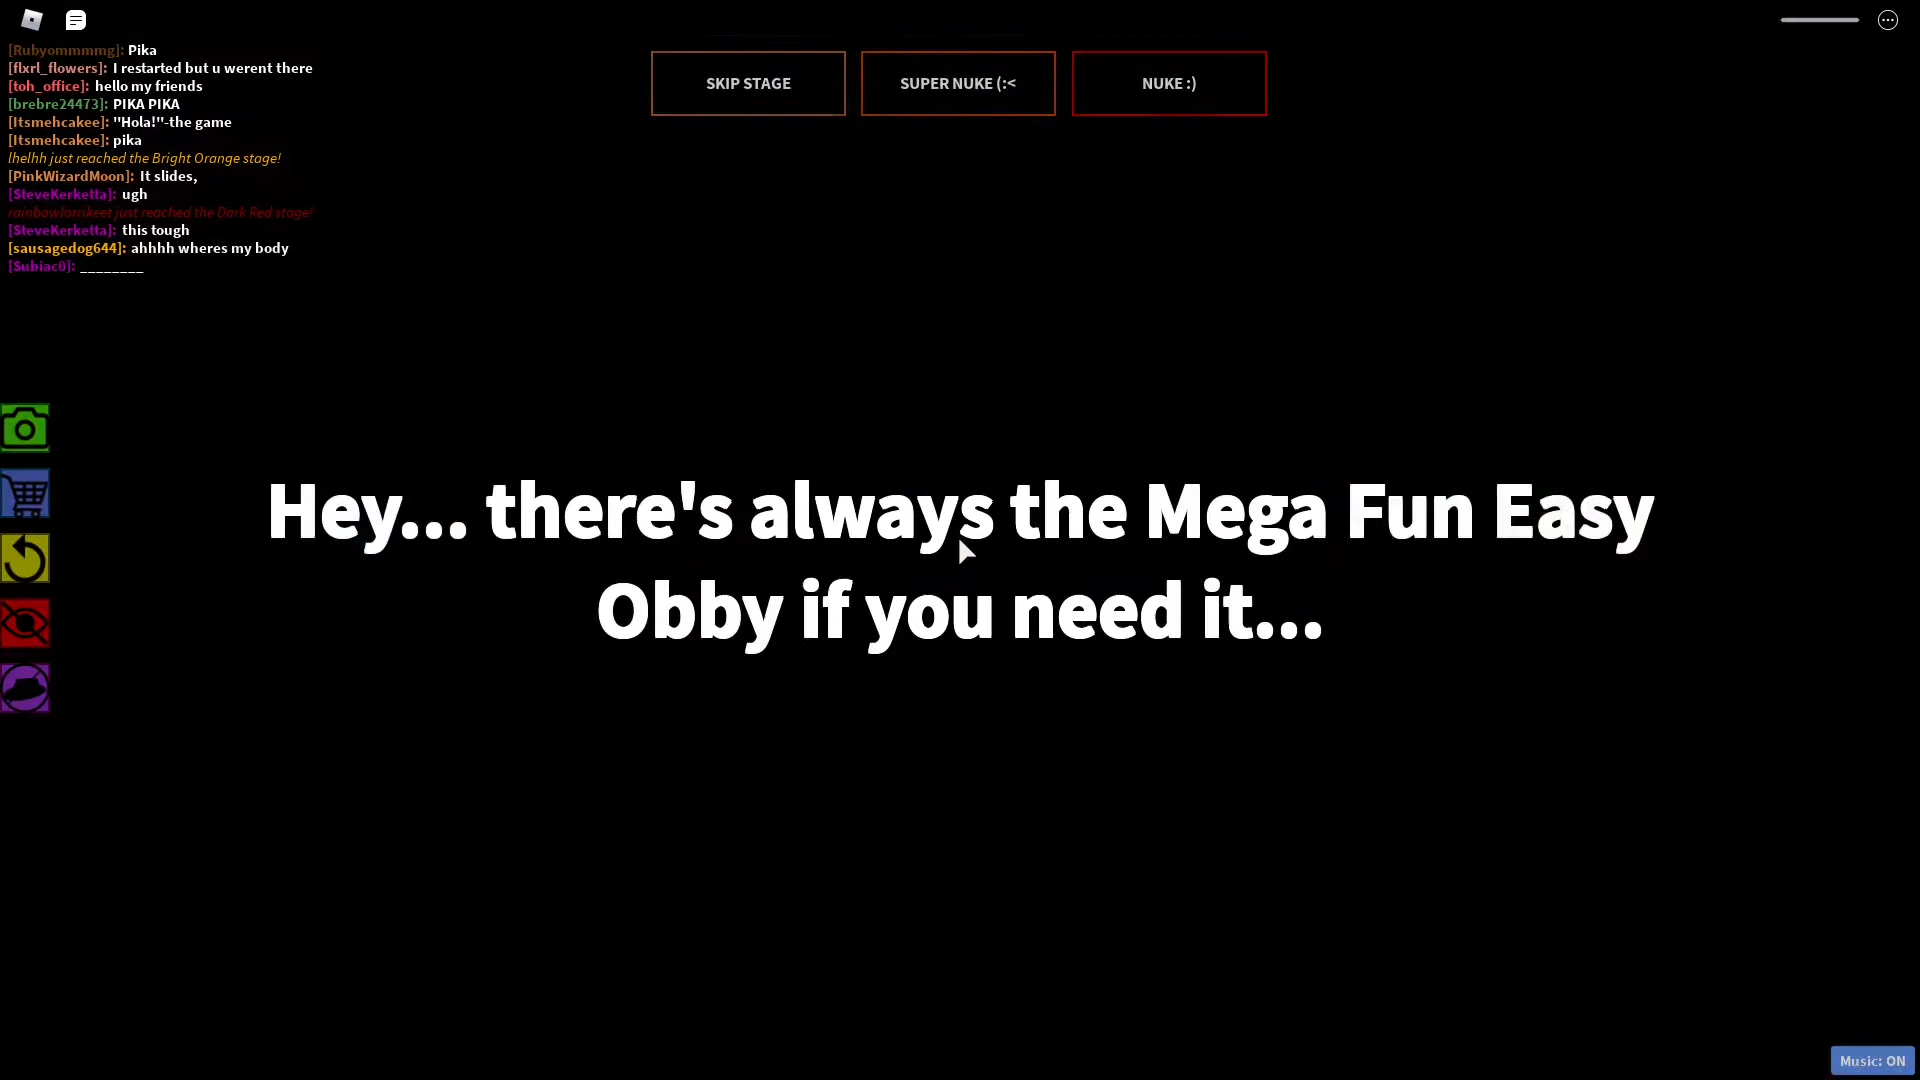 [Rubyommmmg]: Pika
[flxrl_flowers]: I restarted but u werent there
[toh_office]: hello my friends
[brebre24473]: PIKA PIKA
[Itsmehcakee]: "Hola!"-the game
[Itsmehcakee]: pika
lhelhh just reached the Bright Orange stage!
[PinkWizardMoon]: It slides,
[SteveKerketta]: ugh
rainbowlorrikeet just reached the Dark Red stage!
[SteveKerketta]: this tough
[sausagedog644]: ahhhh wheres my body
[Subiac0]: ________
SKIP STAGE
SUPER NUKE (:<
NUKE :)
Hey... there's always the Mega Fun Easy
Obby if you need it...
Music: ON